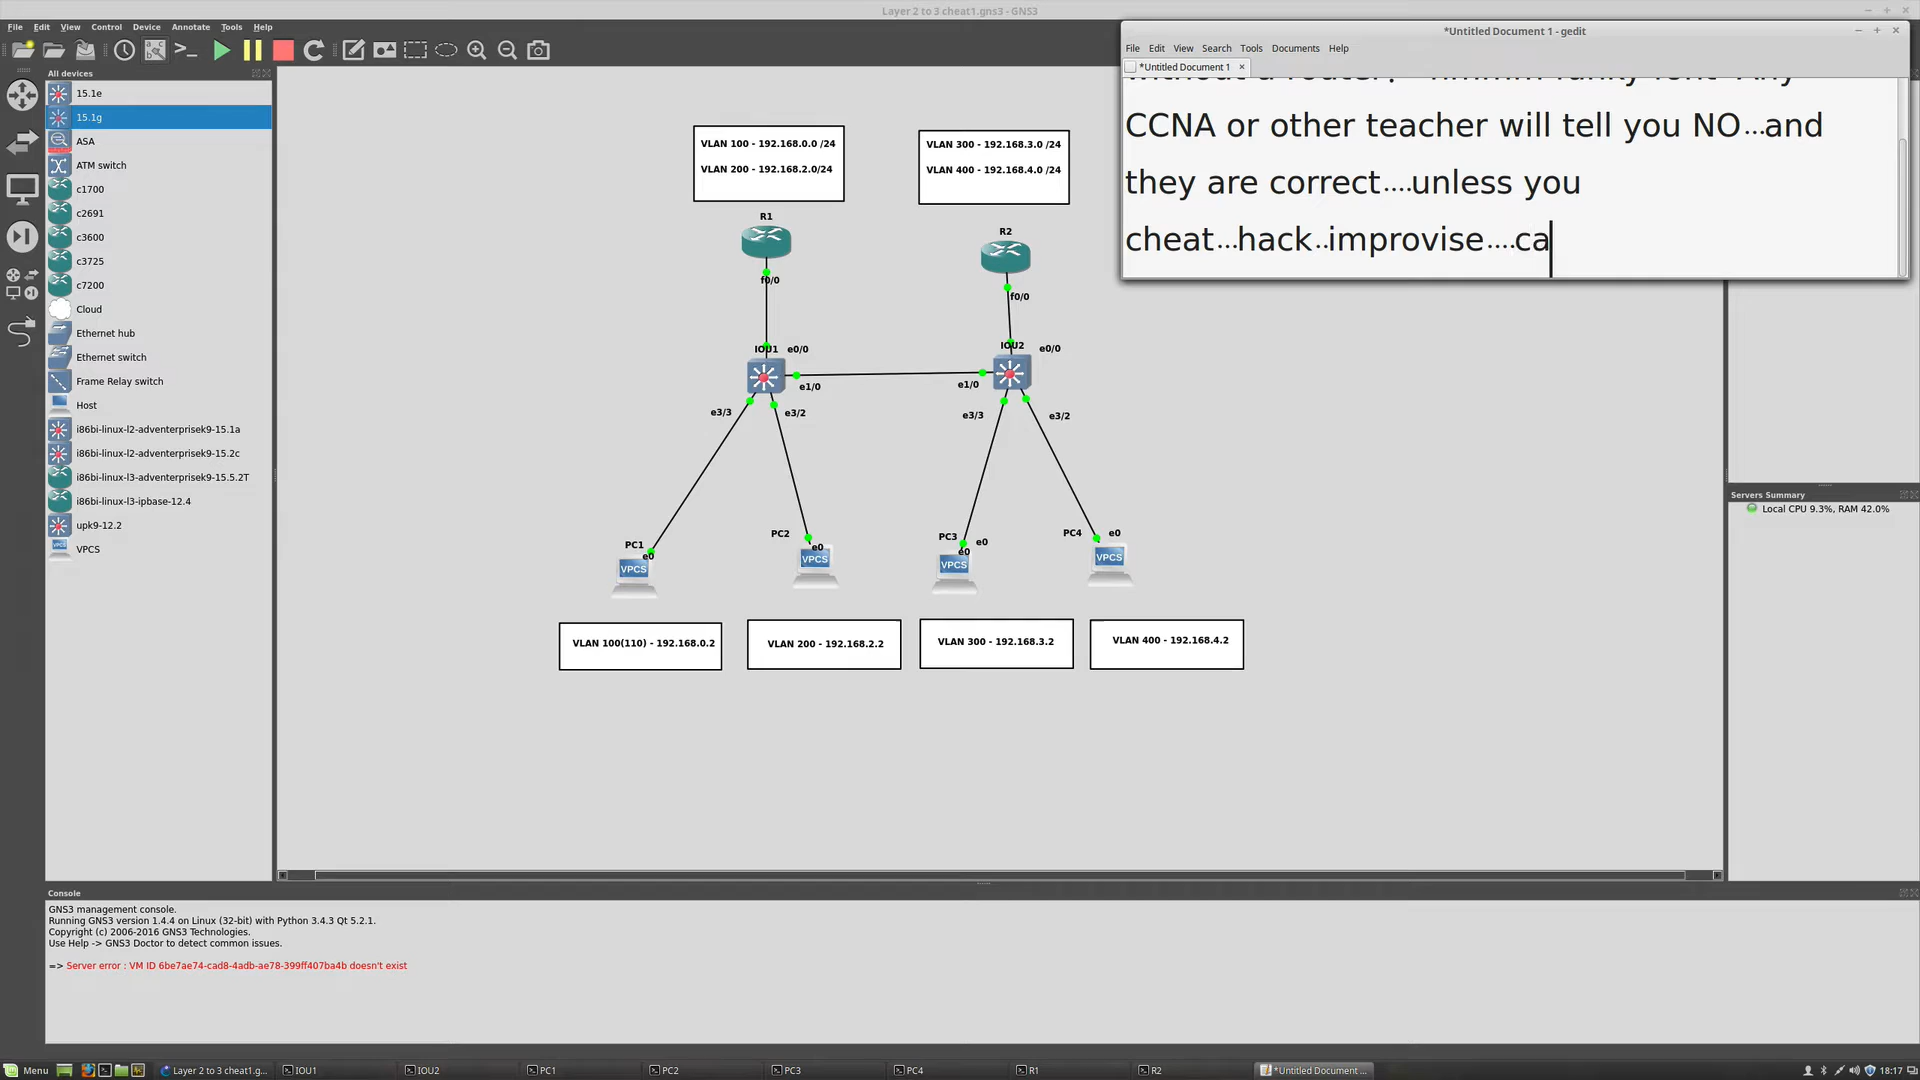 Layer 2 to 3 cheat1.gns3 - GNS3
File Edit View Control Device Annotate Tools Help
All devices
15.1e
15.1g
ASA
ATM switch
c1700
c2691
c3600
c3725
c7200
Cloud
Ethernet hub
Ethernet switch
Frame Relay switch
Host
i86bi-linux-l2-adventerprisek9-15.1a
i86bi-linux-l2-adventerprisek9-15.2c
i86bi-linux-l3-adventerprisek9-15.5.2T
i86bi-linux-l3-ipbase-12.4
upk9-12.2
VPCS
VLAN 100 - 192.168.0.0 /24
VLAN 200 - 192.168.2.0/24
VLAN 300 - 192.168.3.0 /24
VLAN 400 - 192.168.4.0 /24
R1
f0/0
R2
f0/0
IOU1 e0/0
e1/0
e3/3 e3/2
IOU2 e0/0
e1/0
e3/3 e3/2
PC1
e0
VPCS
PC2
e0
VPCS
PC3 e0
e0
VPCS
PC4 e0
VPCS
VLAN 100(110) - 192.168.0.2
VLAN 200 - 192.168.2.2
VLAN 300 - 192.168.3.2
VLAN 400 - 192.168.4.2
*Untitled Document 1 - gedit
File Edit View Search Tools Documents Help
*Untitled Document 1
without a router? Any
CCNA or other teacher will tell you NO...and
they are correct....unless you
cheat...hack..improvise....ca
Servers Summary
Local CPU 9.3%, RAM 42.0%
Console
GNS3 management console.
Running GNS3 version 1.4.4 on Linux (32-bit) with Python 3.4.3 Qt 5.2.1.
Copyright (c) 2006-2016 GNS3 Technologies.
Use Help -> GNS3 Doctor to detect common issues.
=> Server error : VM ID 6be7ae74-cad8-4adb-ae78-399ff407ba4b doesn't exist
Menu Layer 2 to 3 cheat1.g... IOU1 IOU2 PC1 PC2 PC3 PC4 R1 R2 *Untitled Document ... 18:17